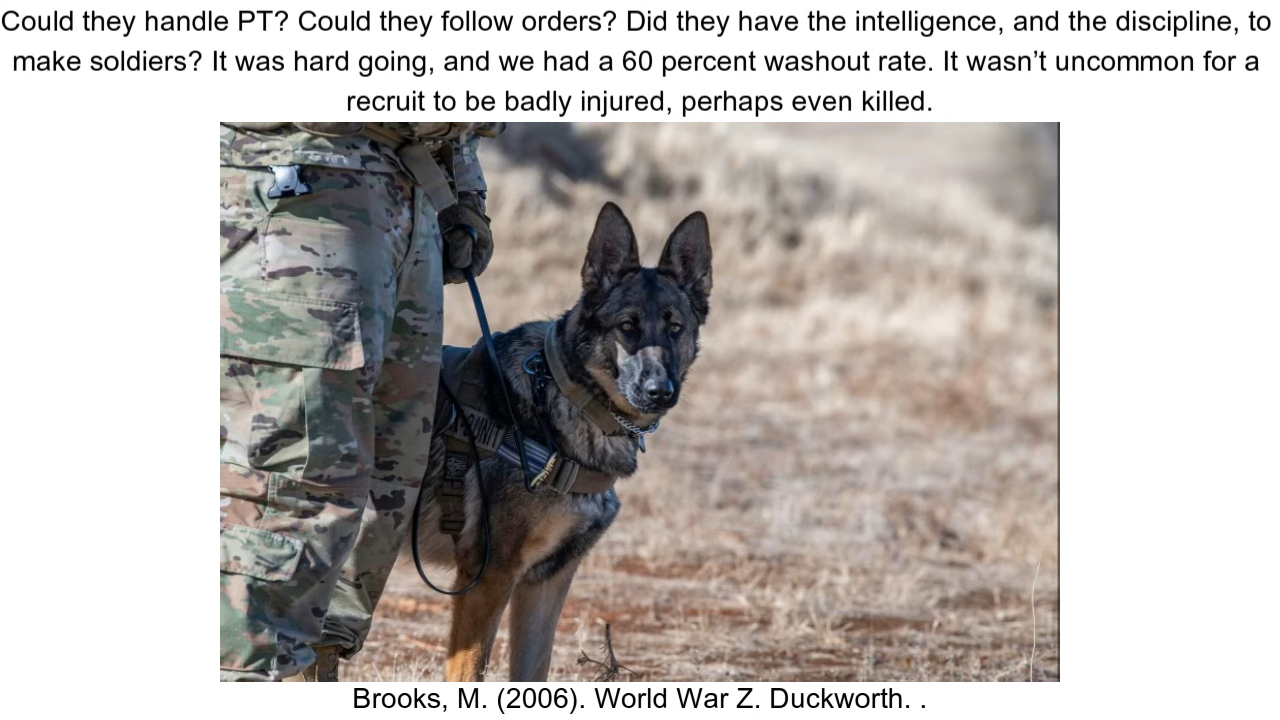 Could they handle PT? Could they follow orders? Did they have the intelligence, and the discipline, to
make soldiers? It was hard going, and we had a 60 percent washout rate. It wasn’t uncommon for a
recruit to be badly injured, perhaps even killed.
UNIT
Brooks, M. (2006). World War Z. Duckworth. .